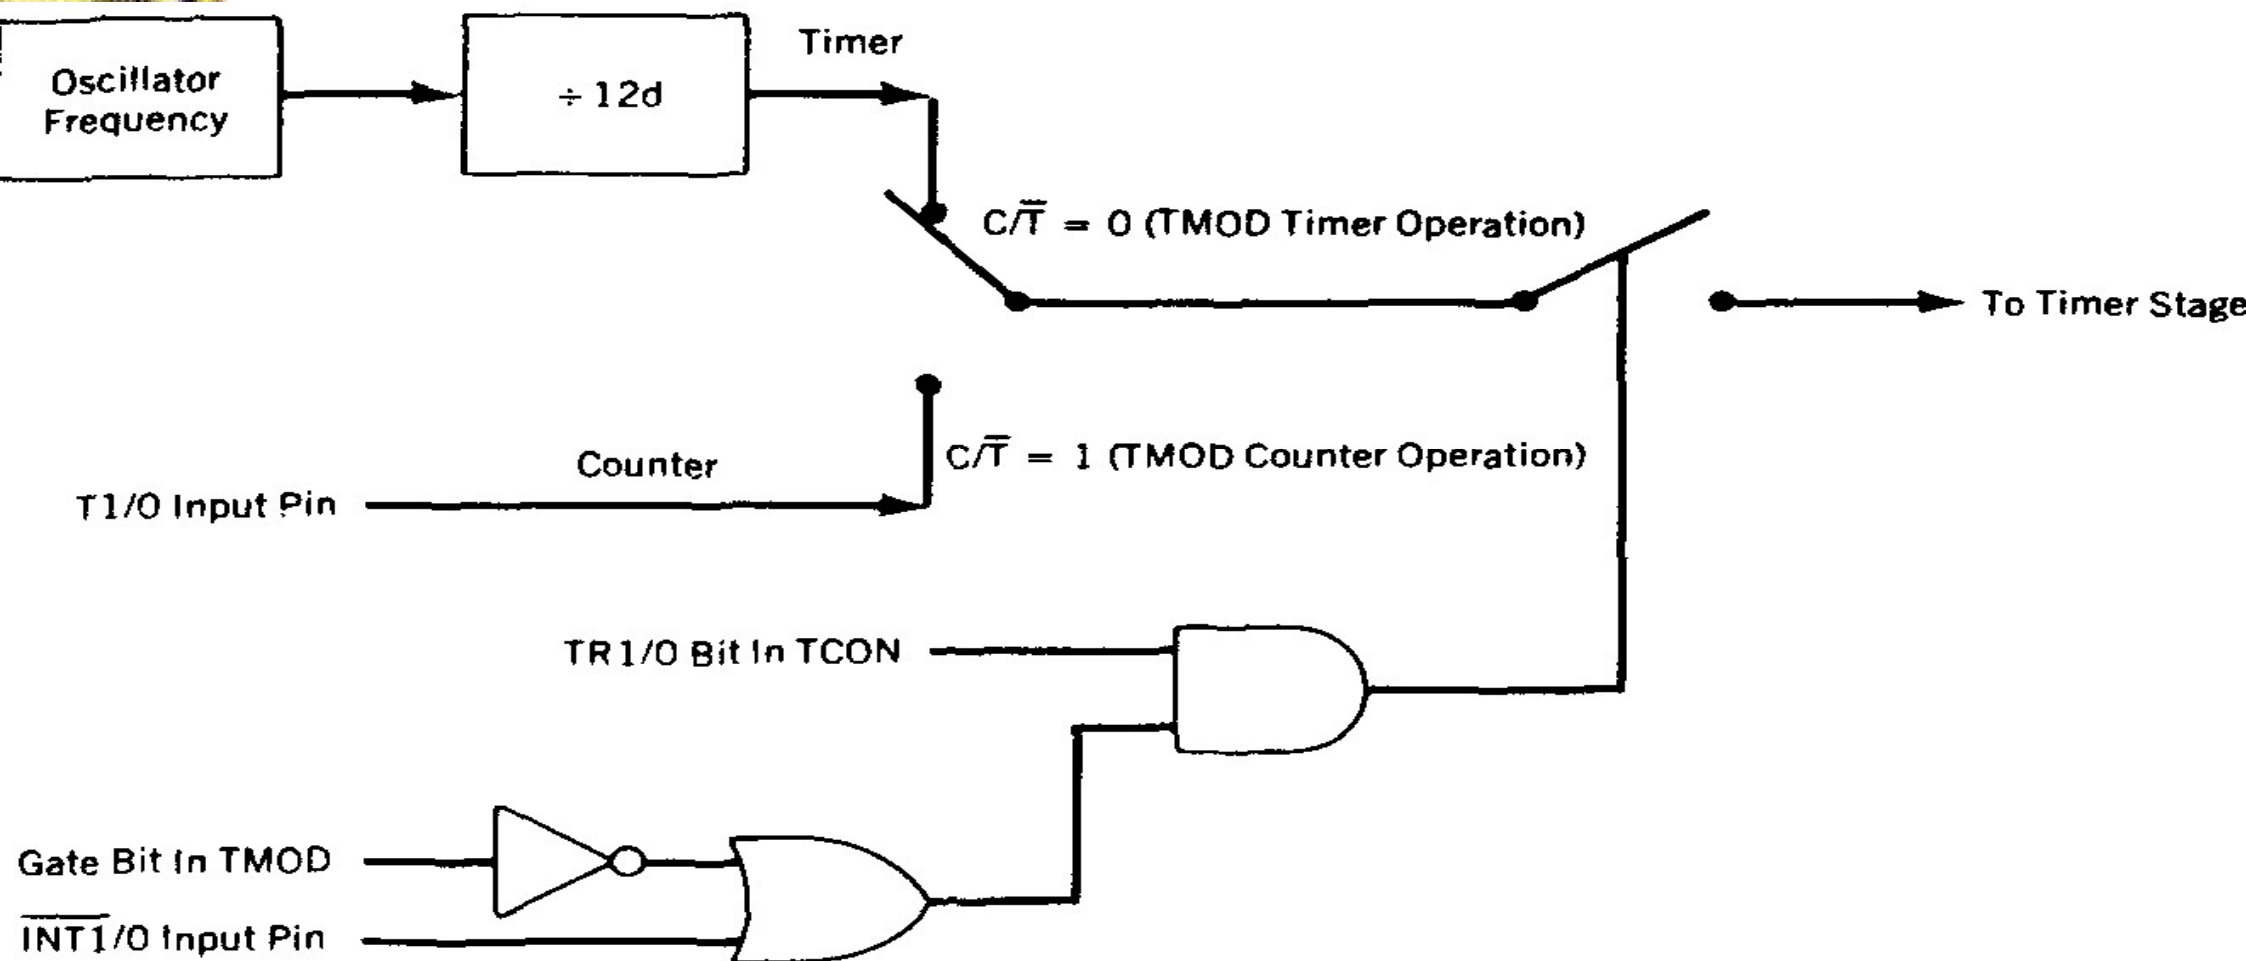 Oscillator
Frequency
÷ 12d
Timer
C/T̅ = 0 (TMOD Timer Operation)
To Timer Stage
Counter
C/T̅ = 1 (TMOD Counter Operation)
T1/0 Input Pin
TR1/0 Bit In TCON
Gate Bit In TMOD
I̅N̅T̅1̅/0 Input Pin